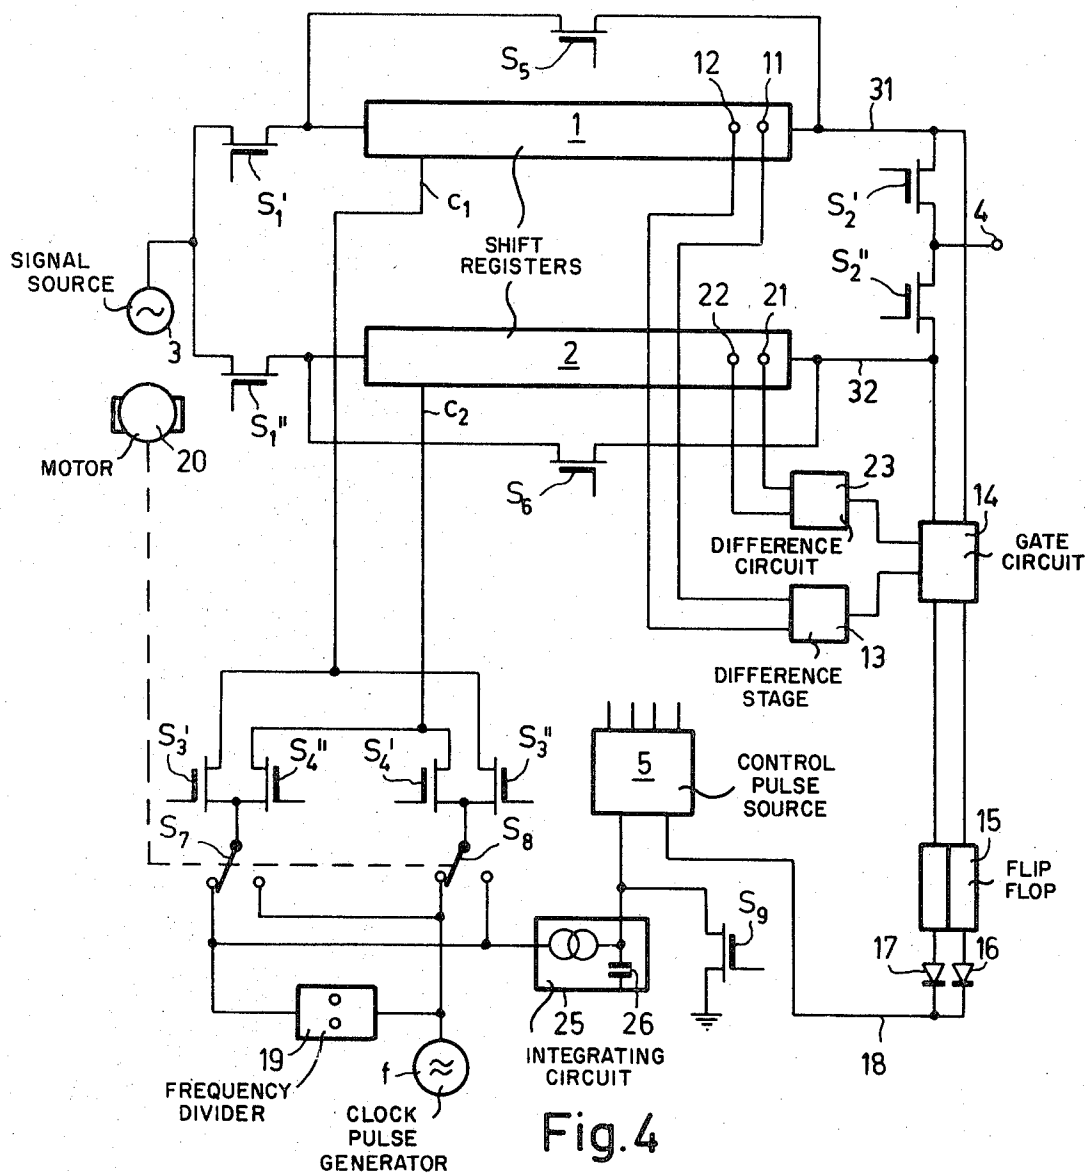 S5
12
11
31
1
S1'
C1
S2'
4
SHIFT
REGISTERS
SIGNAL
SOURCE
S2"
3
22
21
2
32
S1"
C2
MOTOR
20
S6
23
14
DIFFERENCE
CIRCUIT
GATE
CIRCUIT
13
DIFFERENCE
STAGE
S3'
S4"
S4'
S3"
5
CONTROL
PULSE
SOURCE
S7
S8
15
FLIP
FLOP
S9
17
16
19
25
26
18
INTEGRATING
CIRCUIT
f
FREQUENCY
DIVIDER
CLOCK
PULSE
GENERATOR
Fig.4